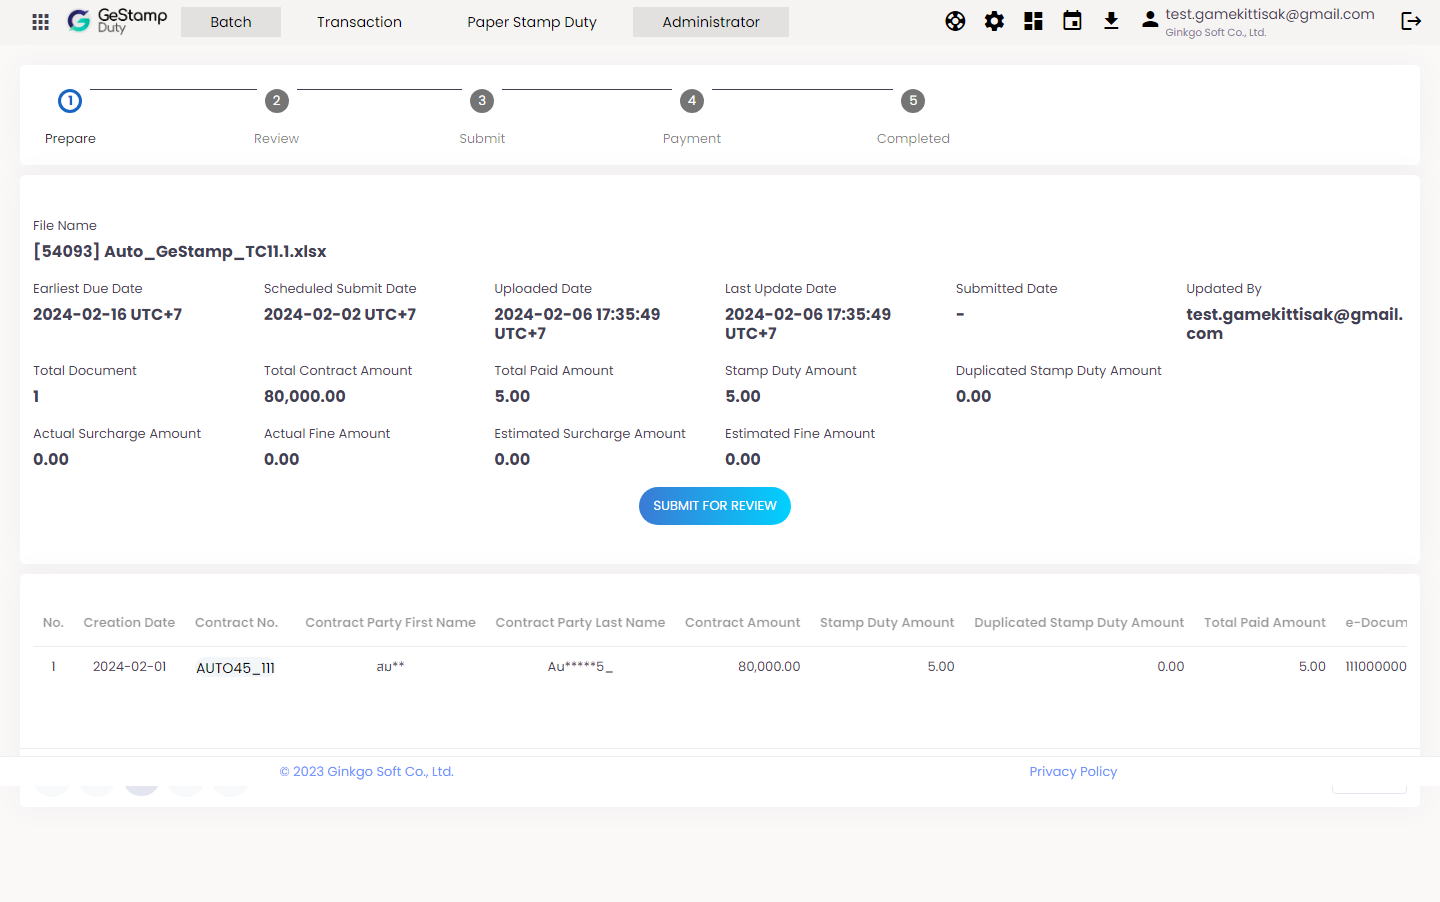 GeStamp
Duty
Batch
Transaction
Paper Stamp Duty
Administrator
test.gamekittisak@gmail.com
Ginkgo Soft Co., Ltd.
1
2
3
4
5
Prepare
Review
Submit
Payment
Completed
File Name
[54093] Auto_GeStamp_TC11.1.xlsx
Earliest Due Date
2024-02-16 UTC+7
Scheduled Submit Date
2024-02-02 UTC+7
Uploaded Date
2024-02-06 17:35:49
UTC+7
Last Update Date
2024-02-06 17:35:49
UTC+7
Submitted Date
-
Updated By
test.gamekittisak@gmail.
com
Total Document
1
Total Contract Amount
80,000.00
Total Paid Amount
5.00
Stamp Duty Amount
5.00
Duplicated Stamp Duty Amount
0.00
Actual Surcharge Amount
0.00
Actual Fine Amount
0.00
Estimated Surcharge Amount
0.00
Estimated Fine Amount
0.00
SUBMIT FOR REVIEW
No. Creation Date Contract No. Contract Party First Name Contract Party Last Name Contract Amount Stamp Duty Amount Duplicated Stamp Duty Amount Total Paid Amount e-Docum
1 2024-02-01 AUTO45_111 สม** Au*****5_ 80,000.00 5.00 0.00 5.00 111000000
© 2023 Ginkgo Soft Co., Ltd.
Privacy Policy